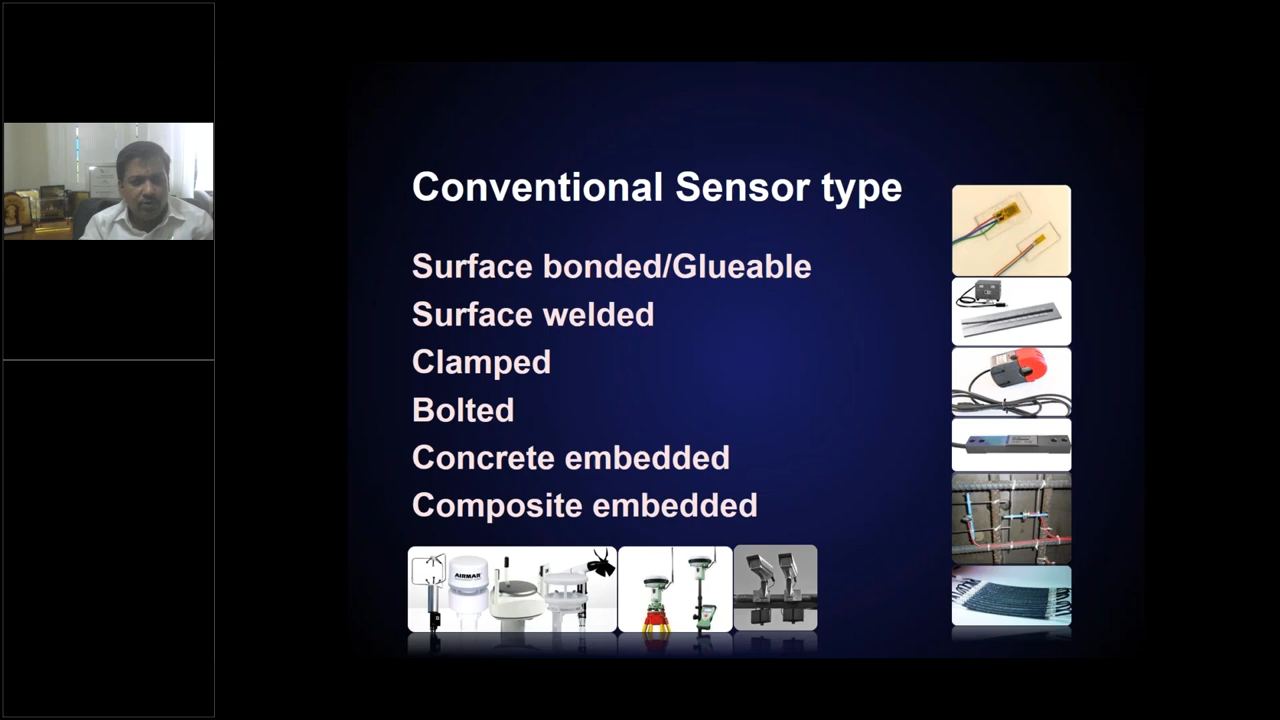 Conventional Sensor type
Surface bonded/Glueable
Surface welded
Clamped
Bolted
Concrete embedded
Composite embedded
AIRMAR